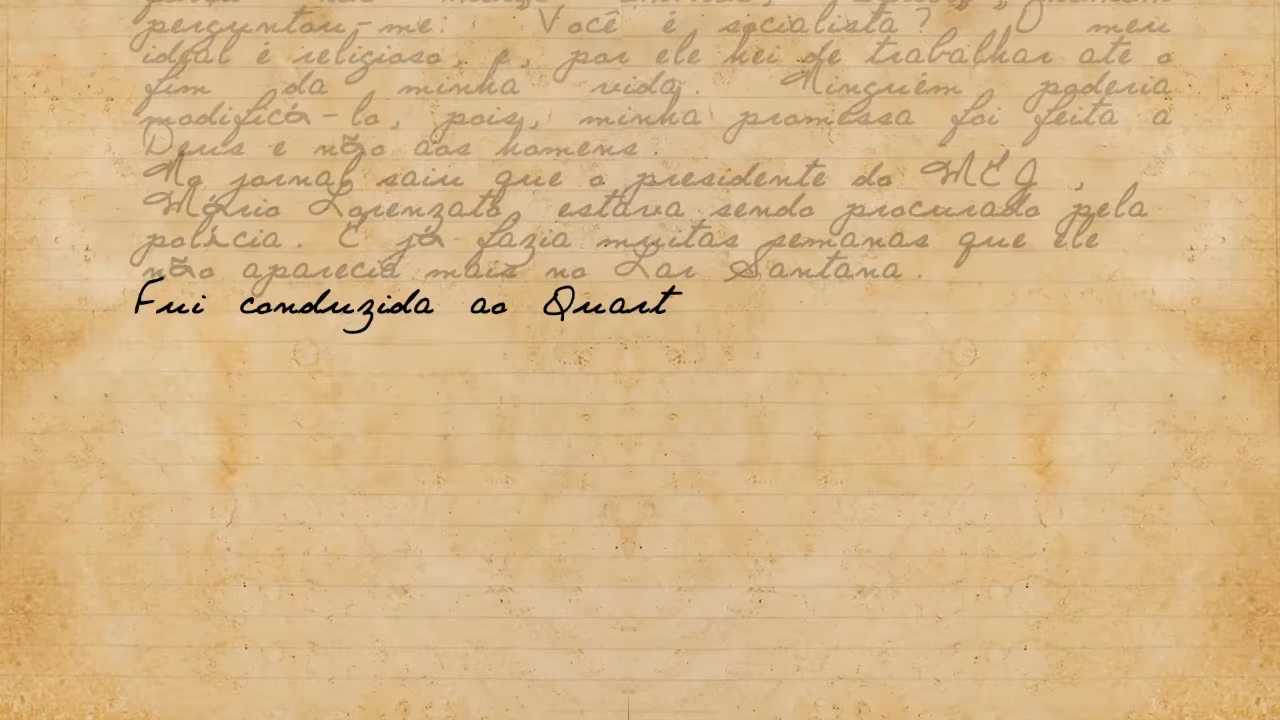 perguntou-me: Você é socialista? O meu
ideal é religioso, e, por ele hei de trabalhar até o
fim da minha vida. Ninguém poderia
modificá-lo, pois, minha promessa foi feita a
Deus e não aos homens.
No jornal saiu que o presidente do MEJ,
Mário Lorenzato, estava sendo procurado pela
polícia. E já fazia muitas semanas que ele
não aparecia mais no Lar Santana.
Fui conduzida ao Quart